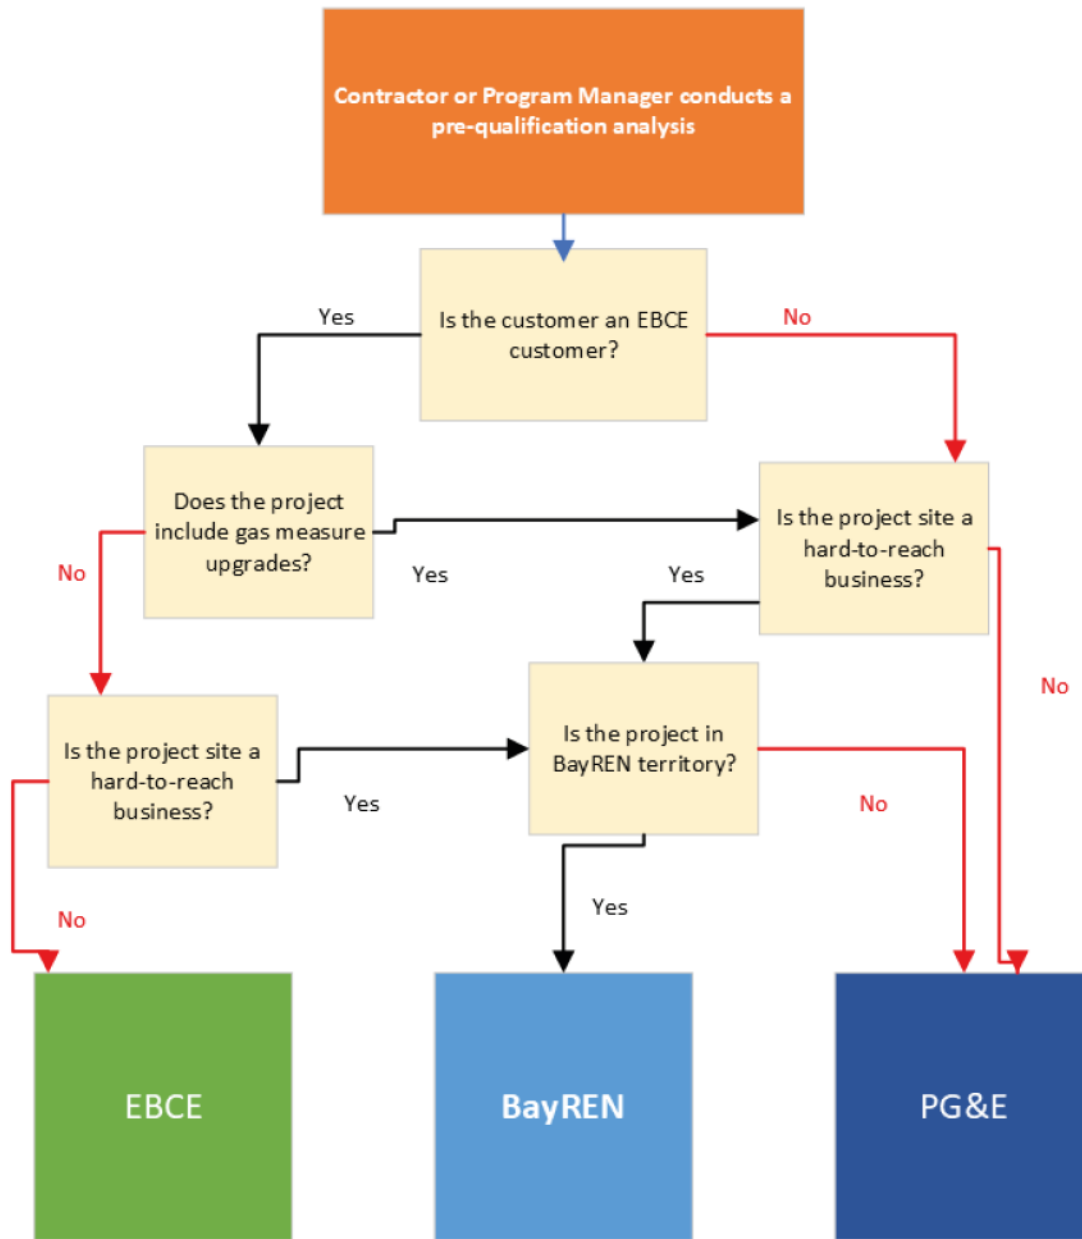 Contractor or Program Manager conducts a
pre-qualification analysis
Is the customer an EBCE
customer?
Yes
No
Does the project
include gas measure
upgrades?
Is the project site a
hard-to-reach
business?
No
Yes
Yes
No
Is the project site a
hard-to-reach
business?
Is the project in
BayREN territory?
Yes
No
No
Yes
EBCE
BayREN
PG&E